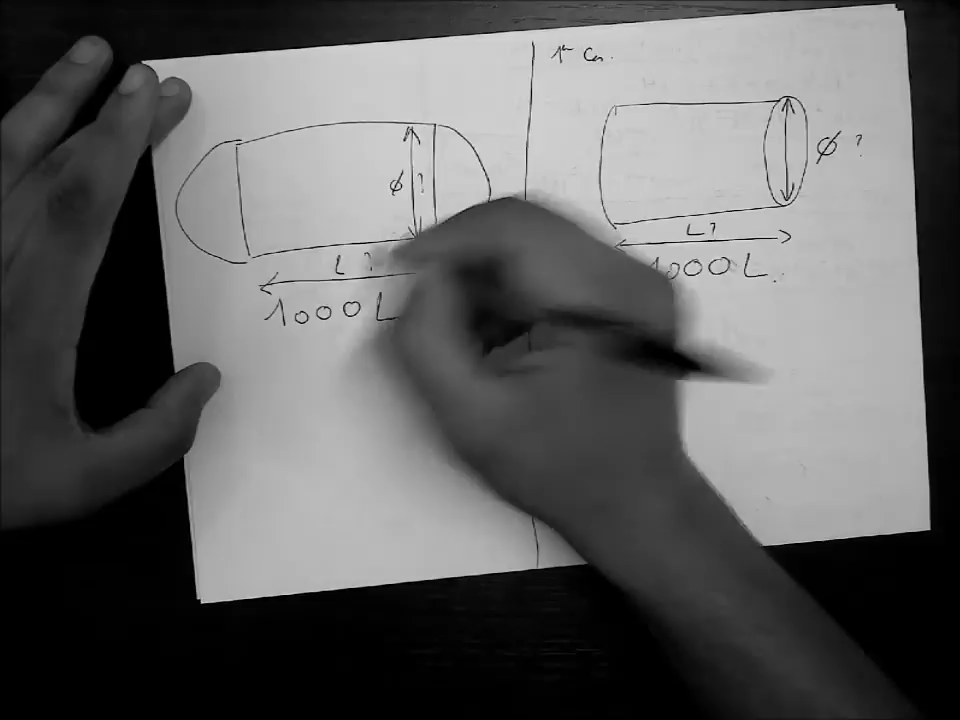 1er Cas.
ϕ ?
L ?
1000 L
ϕ ?
L ?
1000 L.